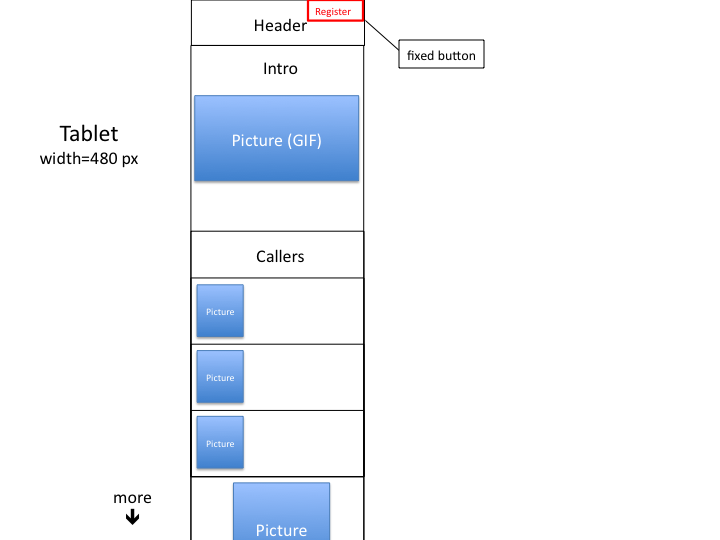 Register
Header
fixed button
Intro
Tablet
width=480 px
Picture (GIF)
Callers
Picture
Picture
Picture
more
Picture